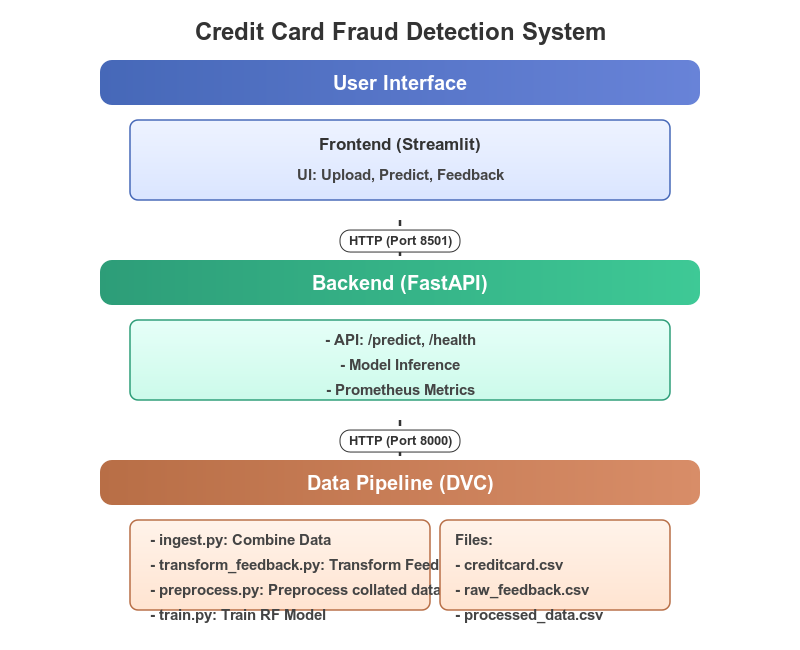 Credit Card Fraud Detection System
User Interface
Frontend (Streamlit)
UI: Upload, Predict, Feedback
HTTP (Port 8501)
Backend (FastAPI)
- API: /predict, /health
- Model Inference
- Prometheus Metrics
HTTP (Port 8000)
Data Pipeline (DVC)
- ingest.py: Combine Data
- transform_feedback.py: Transform Feed
- preprocess.py: Preprocess collated data
- train.py: Train RF Model
Files:
- creditcard.csv
- raw_feedback.csv
- processed_data.csv